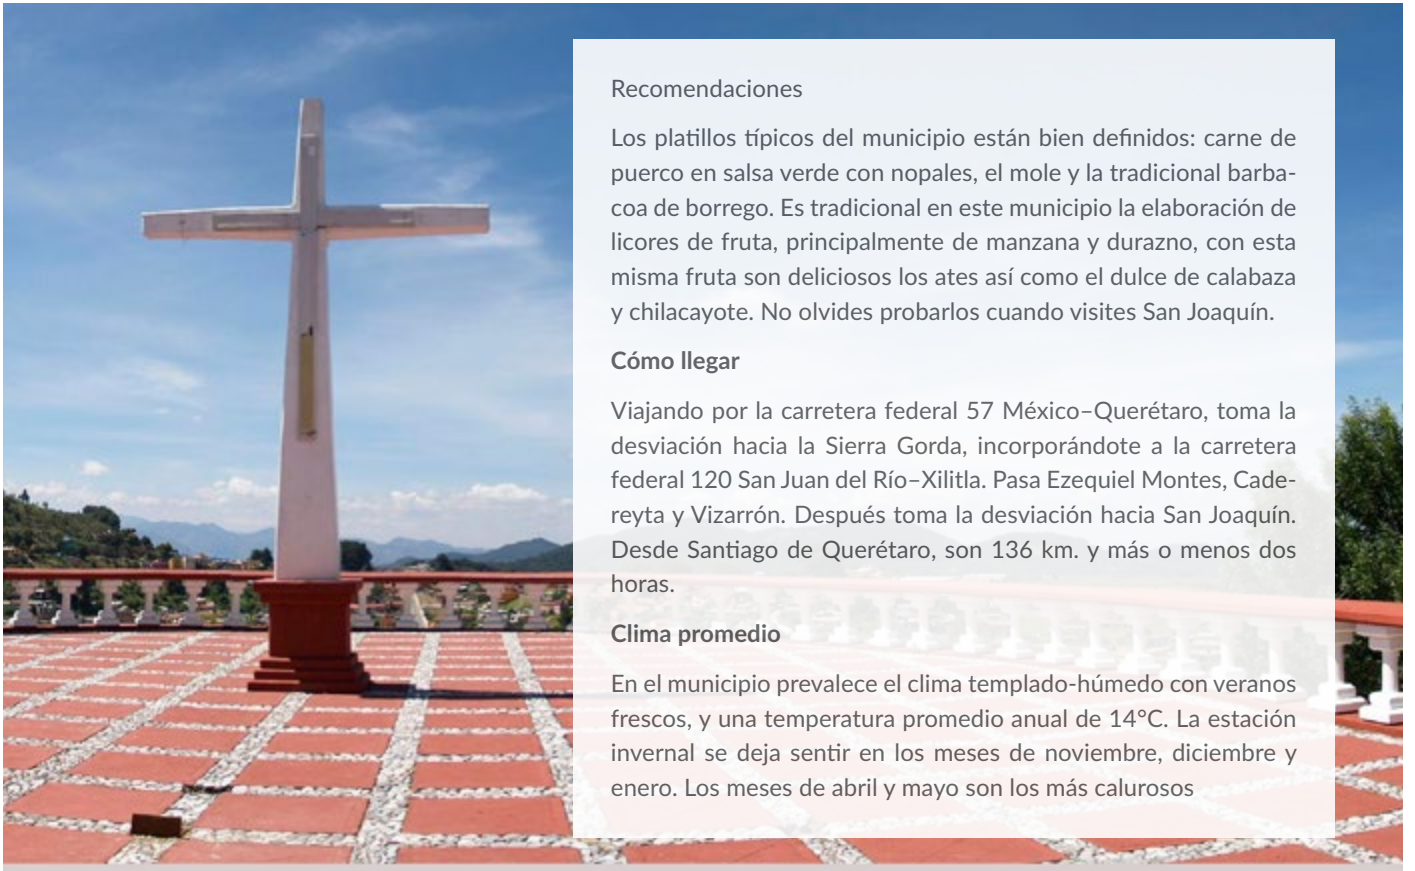 Recomendaciones
Los platillos típicos del municipio están bien definidos: carne de
puerco en salsa verde con nopales, el mole y la tradicional barba-
coa de borrego. Es tradicional en este municipio la elaboración de
licores de fruta, principalmente de manzana y durazno, con esta
misma fruta son deliciosos los ates así como el dulce de calabaza
y chilacayote. No olvides probarlos cuando visites San Joaquín.
Cómo llegar
Viajando por la carretera federal 57 México–Querétaro, toma la
desviación hacia la Sierra Gorda, incorporándote a la carretera
federal 120 San Juan del Río–Xilitla. Pasa Ezequiel Montes, Cade-
reyta y Vizarrón. Después toma la desviación hacia San Joaquín.
Desde Santiago de Querétaro, son 136 km. y más o menos dos
horas.
Clima promedio
En el municipio prevalece el clima templado-húmedo con veranos
frescos, y una temperatura promedio anual de 14°C. La estación
invernal se deja sentir en los meses de noviembre, diciembre y
enero. Los meses de abril y mayo son los más calurosos